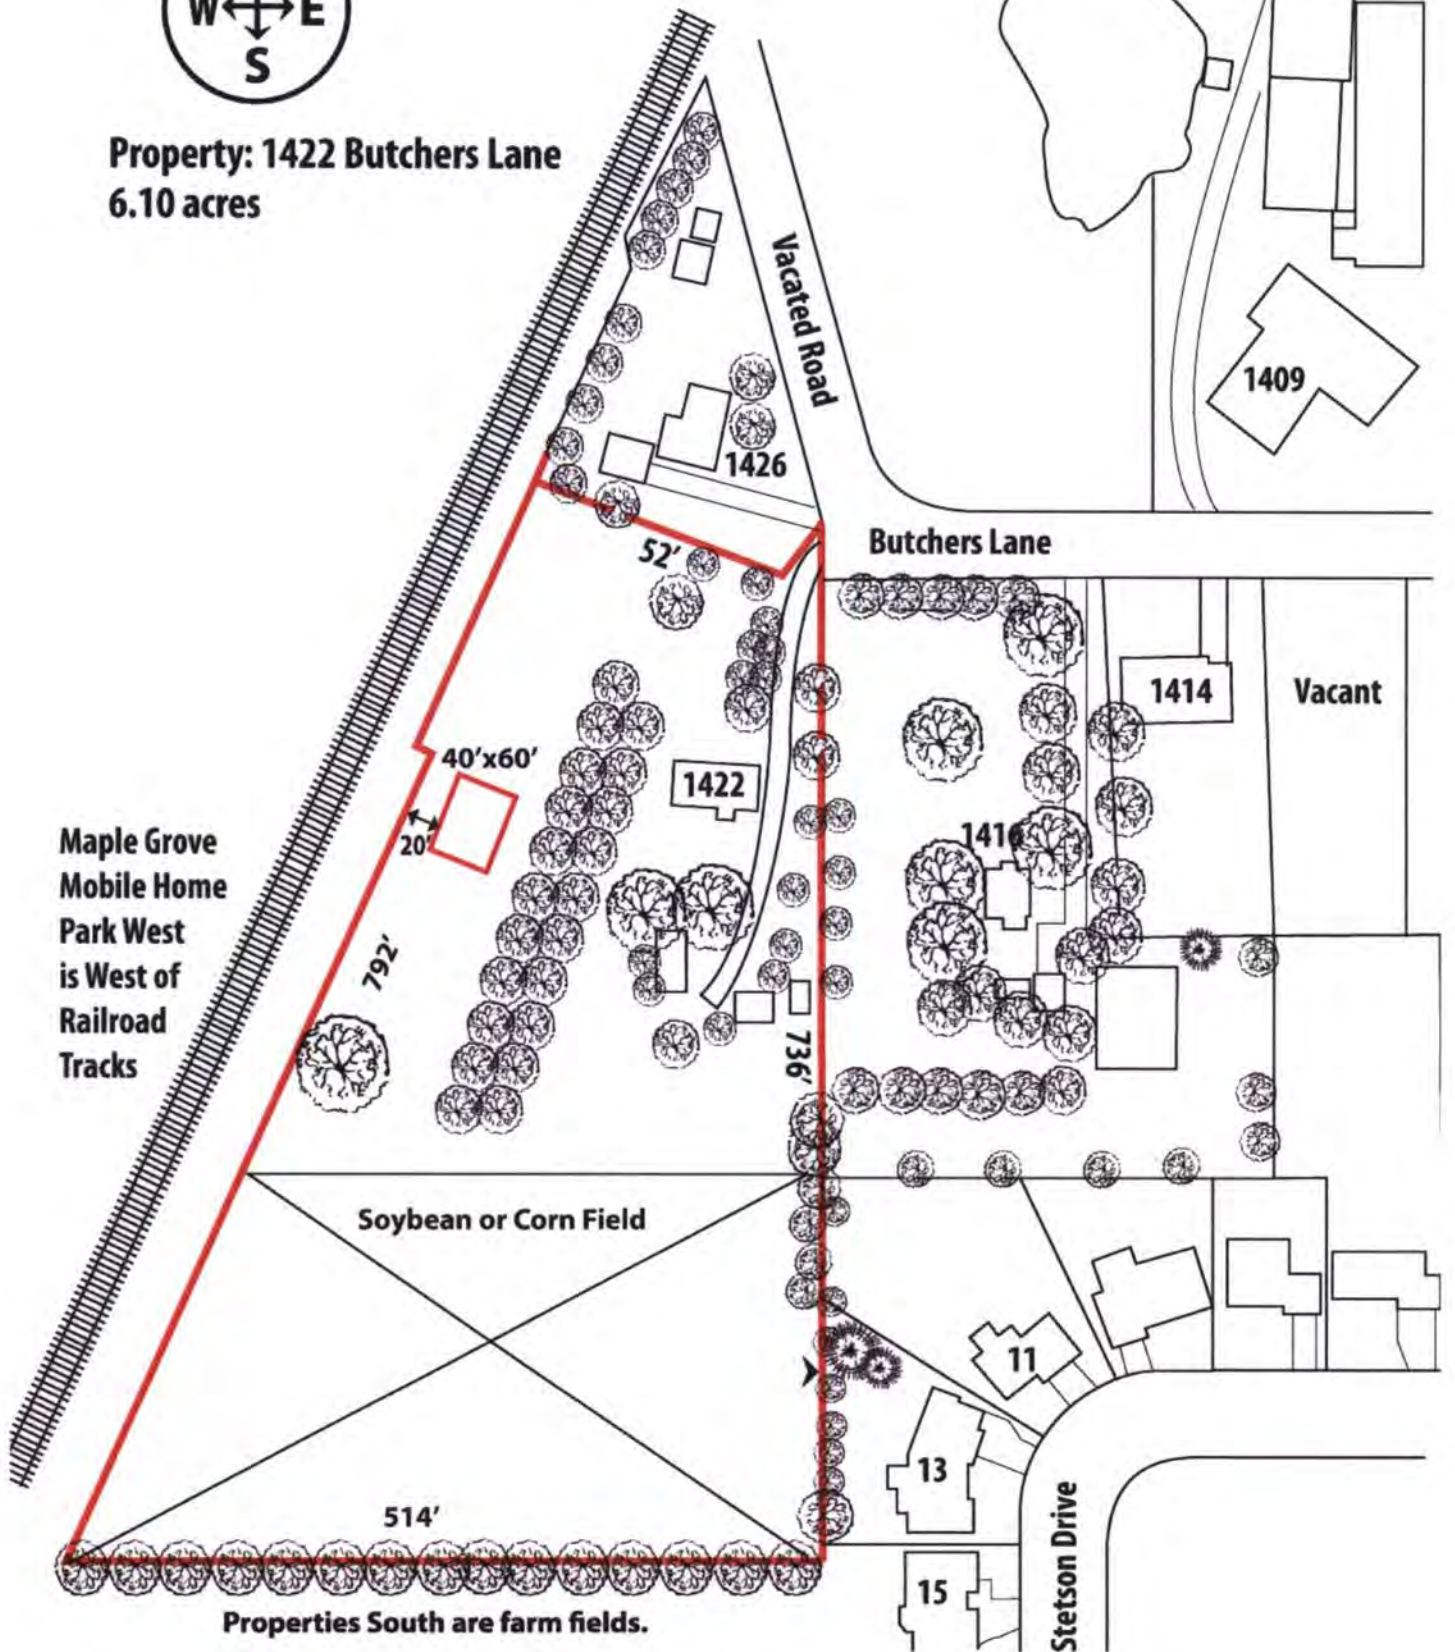 W E
S
Property: 1422 Butchers Lane
6.10 acres
Vacated Road
1409
1426
Butchers Lane
52'
1414
Vacant
40'x60'
1422
20'
1416
Maple Grove
Mobile Home
Park West
is West of
Railroad
Tracks
792'
736'
Soybean or Corn Field
11
13
514'
Stetson Drive
15
Properties South are farm fields.